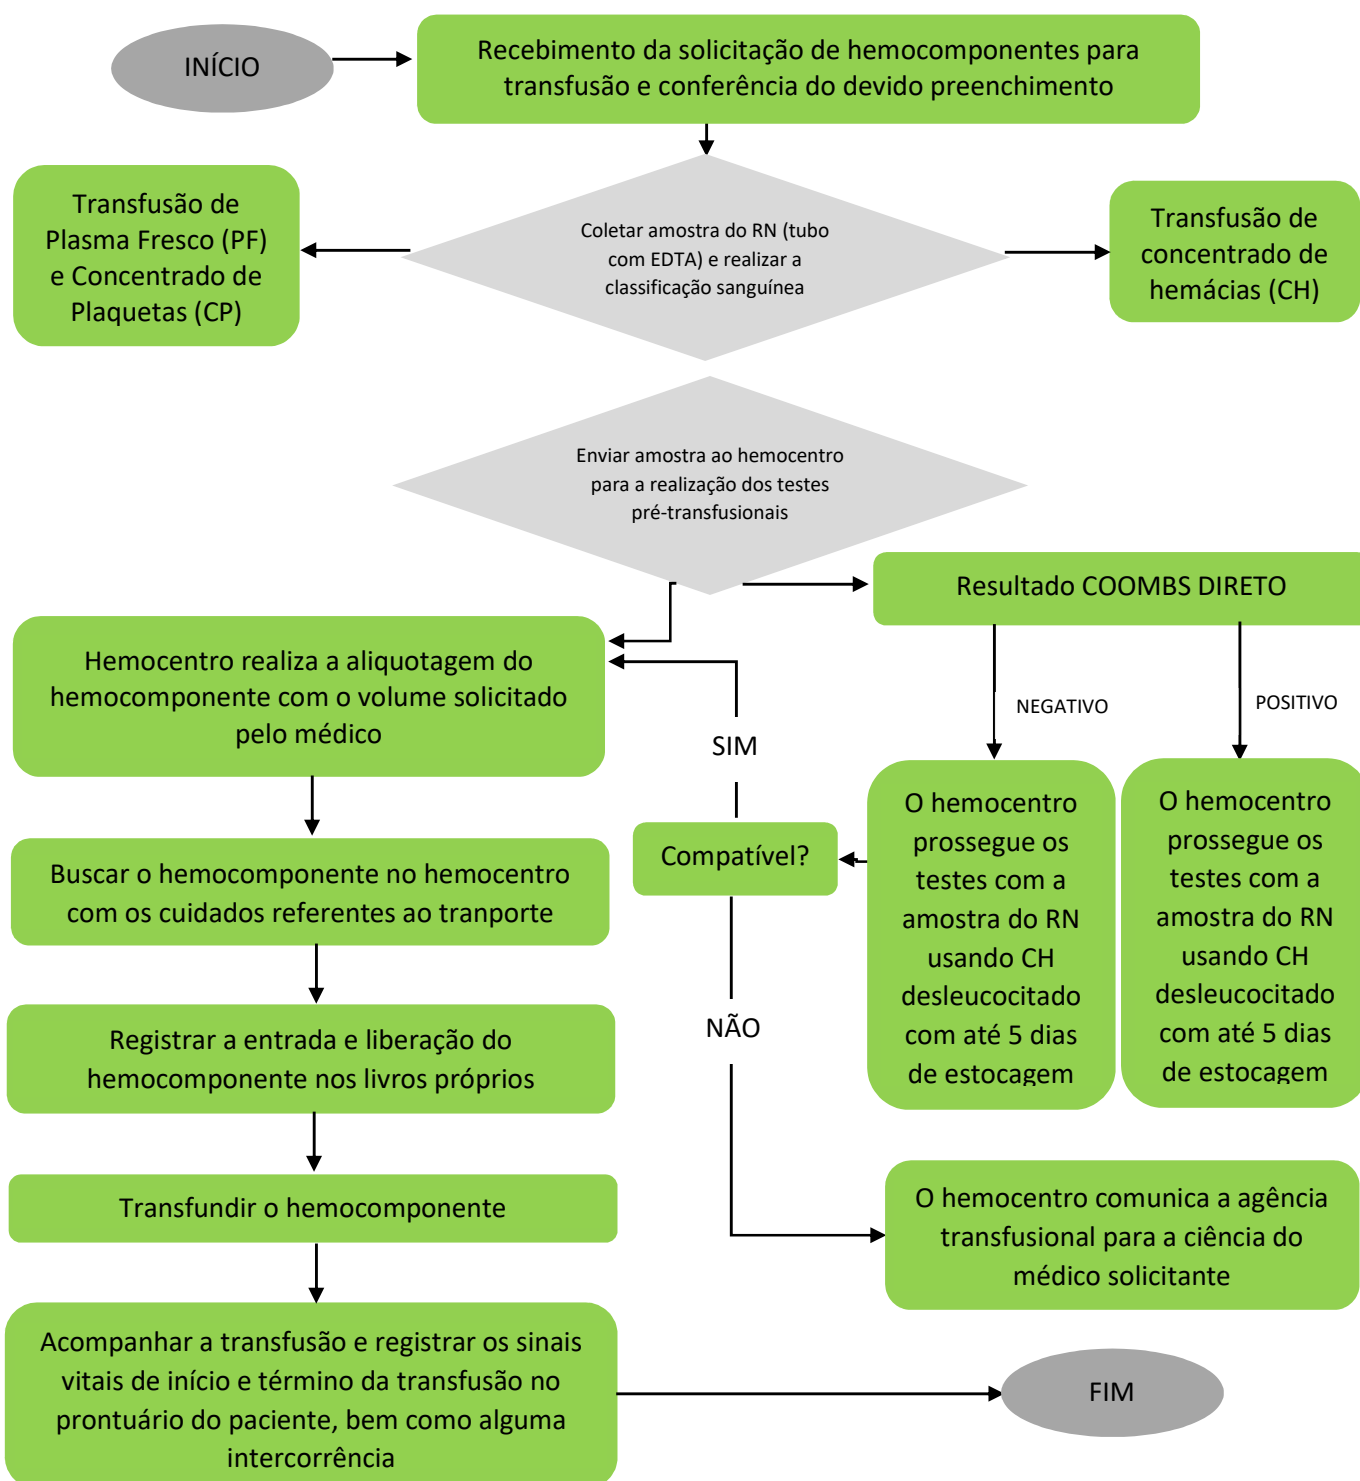 INÍCIO
Recebimento da solicitação de hemocomponentes para
transfusão e conferência do devido preenchimento
Transfusão de
Plasma Fresco (PF)
e Concentrado de
Plaquetas (CP)
Coletar amostra do RN (tubo
com EDTA) e realizar a
classificação sanguínea
Transfusão de
concentrado de
hemácias (CH)
Enviar amostra ao hemocentro
para a realização dos testes
pré-transfusionais
Resultado COOMBS DIRETO
Hemocentro realiza a aliquotagem do
hemocomponente com o volume solicitado
pelo médico
NEGATIVO
POSITIVO
SIM
O hemocentro
prossegue os
testes com a
amostra do RN
usando CH
desleucocitado
com até 5 dias
de estocagem
O hemocentro
prossegue os
testes com a
amostra do RN
usando CH
desleucocitado
com até 5 dias
de estocagem
Compatível?
Buscar o hemocomponente no hemocentro
com os cuidados referentes ao tranporte
NÃO
Registrar a entrada e liberação do
hemocomponente nos livros próprios
Transfundir o hemocomponente
O hemocentro comunica a agência
transfusional para a ciência do
médico solicitante
Acompanhar a transfusão e registrar os sinais
vitais de início e término da transfusão no
prontuário do paciente, bem como alguma
intercorrência
FIM